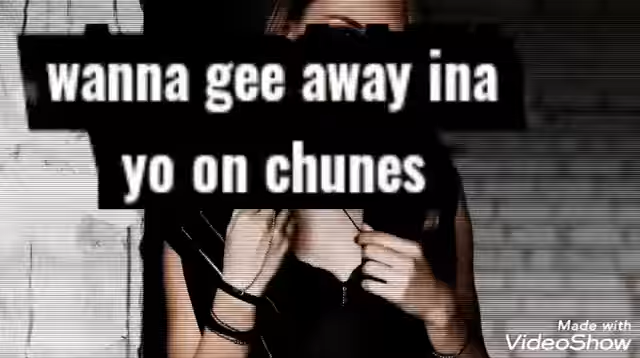 wanna gee away ina
yo on chunes
Made with
VideoShow